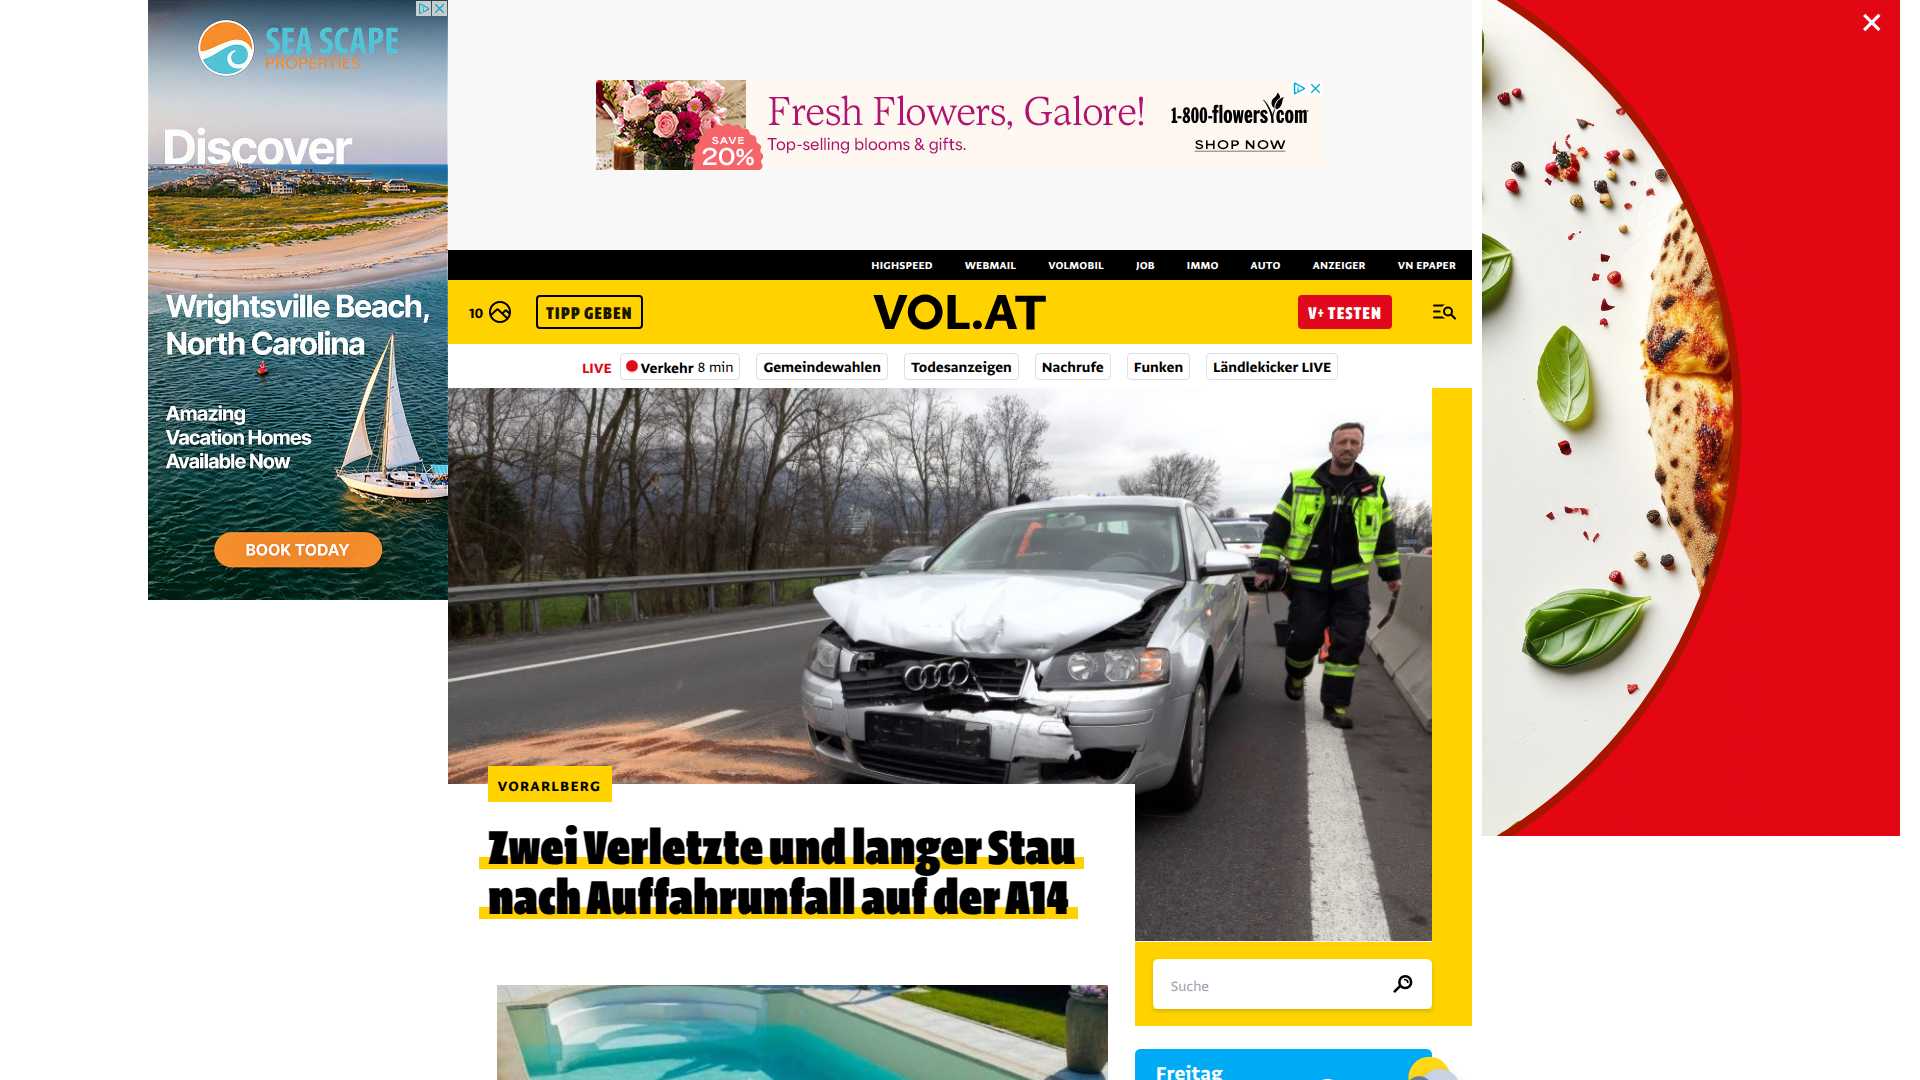 SEA SCAPE
PROPERTIES
Discover
Wrightsville Beach,
North Carolina
Amazing
Vacation Homes
Available Now
BOOK TODAY
SAVE
20%
Fresh Flowers, Galore!
Top-selling blooms & gifts.
1-800-flowers.com
SHOP NOW
HIGHSPEED WEBMAIL VOLMOBIL JOB IMMO AUTO ANZEIGER VN EPAPER
10 TIPP GEBEN VOL.AT V+ TESTEN
LIVE Verkehr 8 min Gemeindewahlen Todesanzeigen Nachrufe Funken Ländlekicker LIVE
VORARLBERG
Zwei Verletzte und langer Stau
nach Auffahrunfall auf der A14
Suche
Freitag